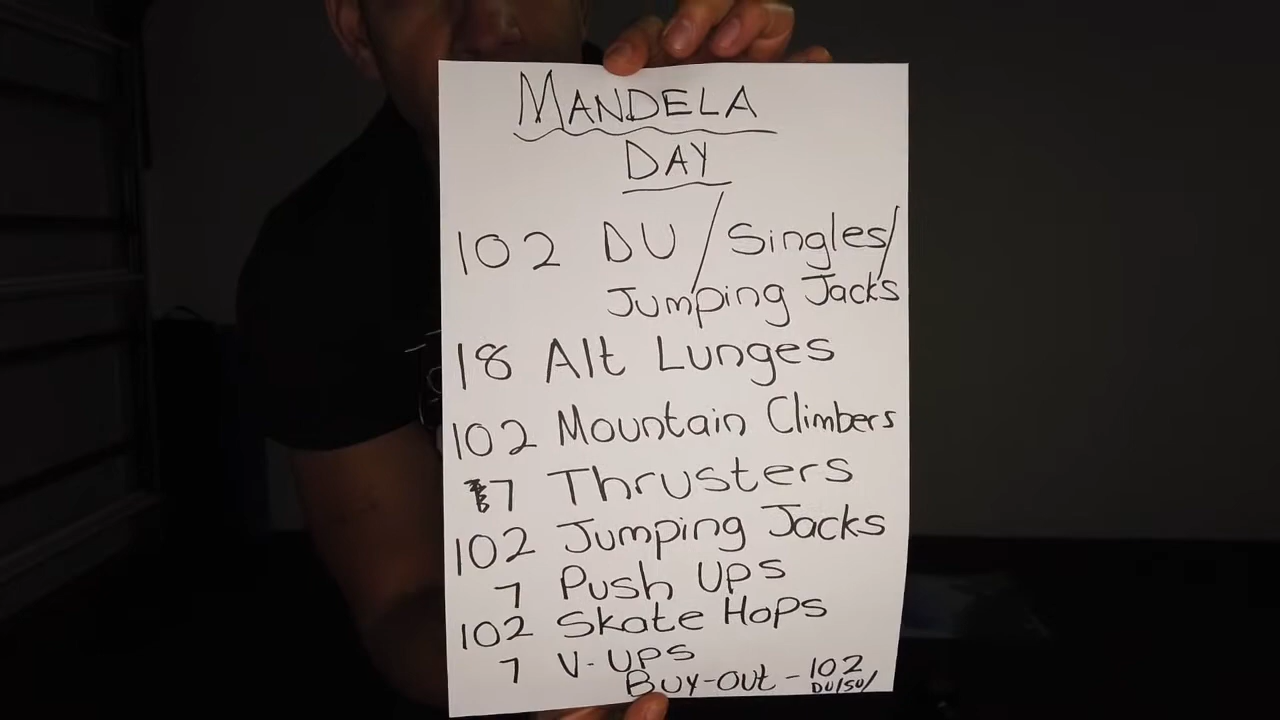 MANDELA
DAY
102 DU/Singles/
Jumping Jacks
18 Alt Lunges
102 Mountain Climbers
7 Thrusters
102 Jumping Jacks
7 Push Ups
102 Skate Hops
7 V-Ups
Buy-Out - 102
DU/SU/